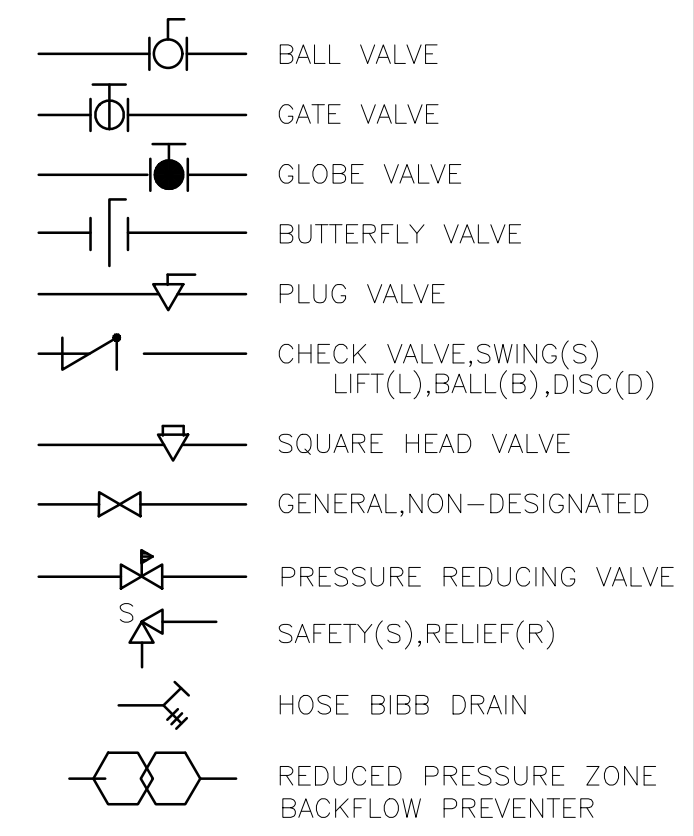 BALL VALVE
GATE VALVE
GLOBE VALVE
BUTTERFLY VALVE
PLUG VALVE
CHECK VALVE,SWING(S)
LIFT(L),BALL(B),DISC(D)
SQUARE HEAD VALVE
GENERAL,NON-DESIGNATED
PRESSURE REDUCING VALVE
S
SAFETY(S),RELIEF(R)
HOSE BIBB DRAIN
REDUCED PRESSURE ZONE
BACKFLOW PREVENTER